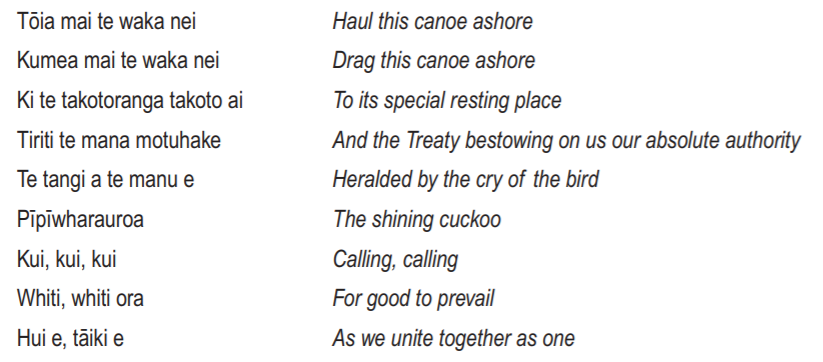 Tōia mai te waka nei Haul this canoe ashore
Kumea mai te waka nei Drag this canoe ashore
Ki te takotoranga takoto ai To its special resting place
Tiriti te mana motuhake And the Treaty bestowing on us our absolute authority
Te tangi a te manu e Heralded by the cry of the bird
Pīpīwharauroa The shining cuckoo
Kui, kui, kui Calling, calling
Whiti, whiti ora For good to prevail
Hui e, tāiki e As we unite together as one